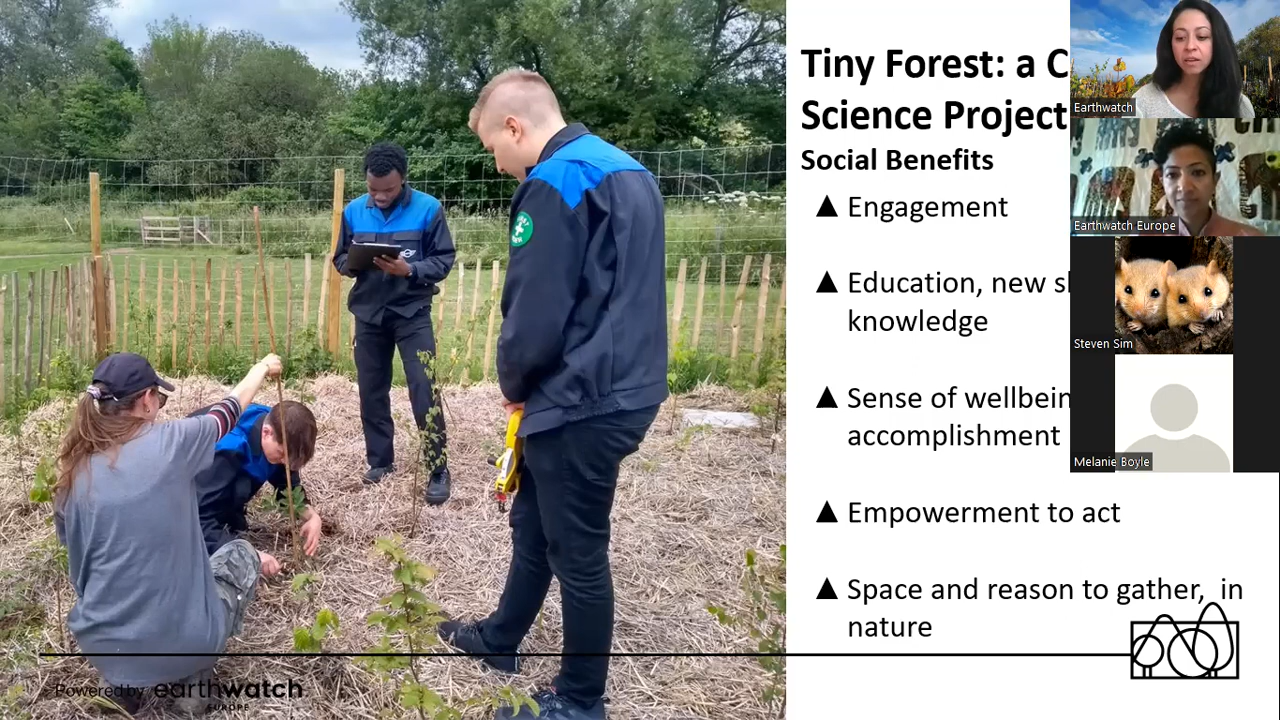 Tiny Forest: a C
Science Project
Social Benefits
▲ Engagement
▲ Education, new s
knowledge
▲ Sense of wellbein
accomplishment
▲ Empowerment to act
▲ Space and reason to gather, in
nature
Earthwatch
Earthwatch Europe
Steven Sim
Melanie Boyle
Powered by earthwatch
EUROPE